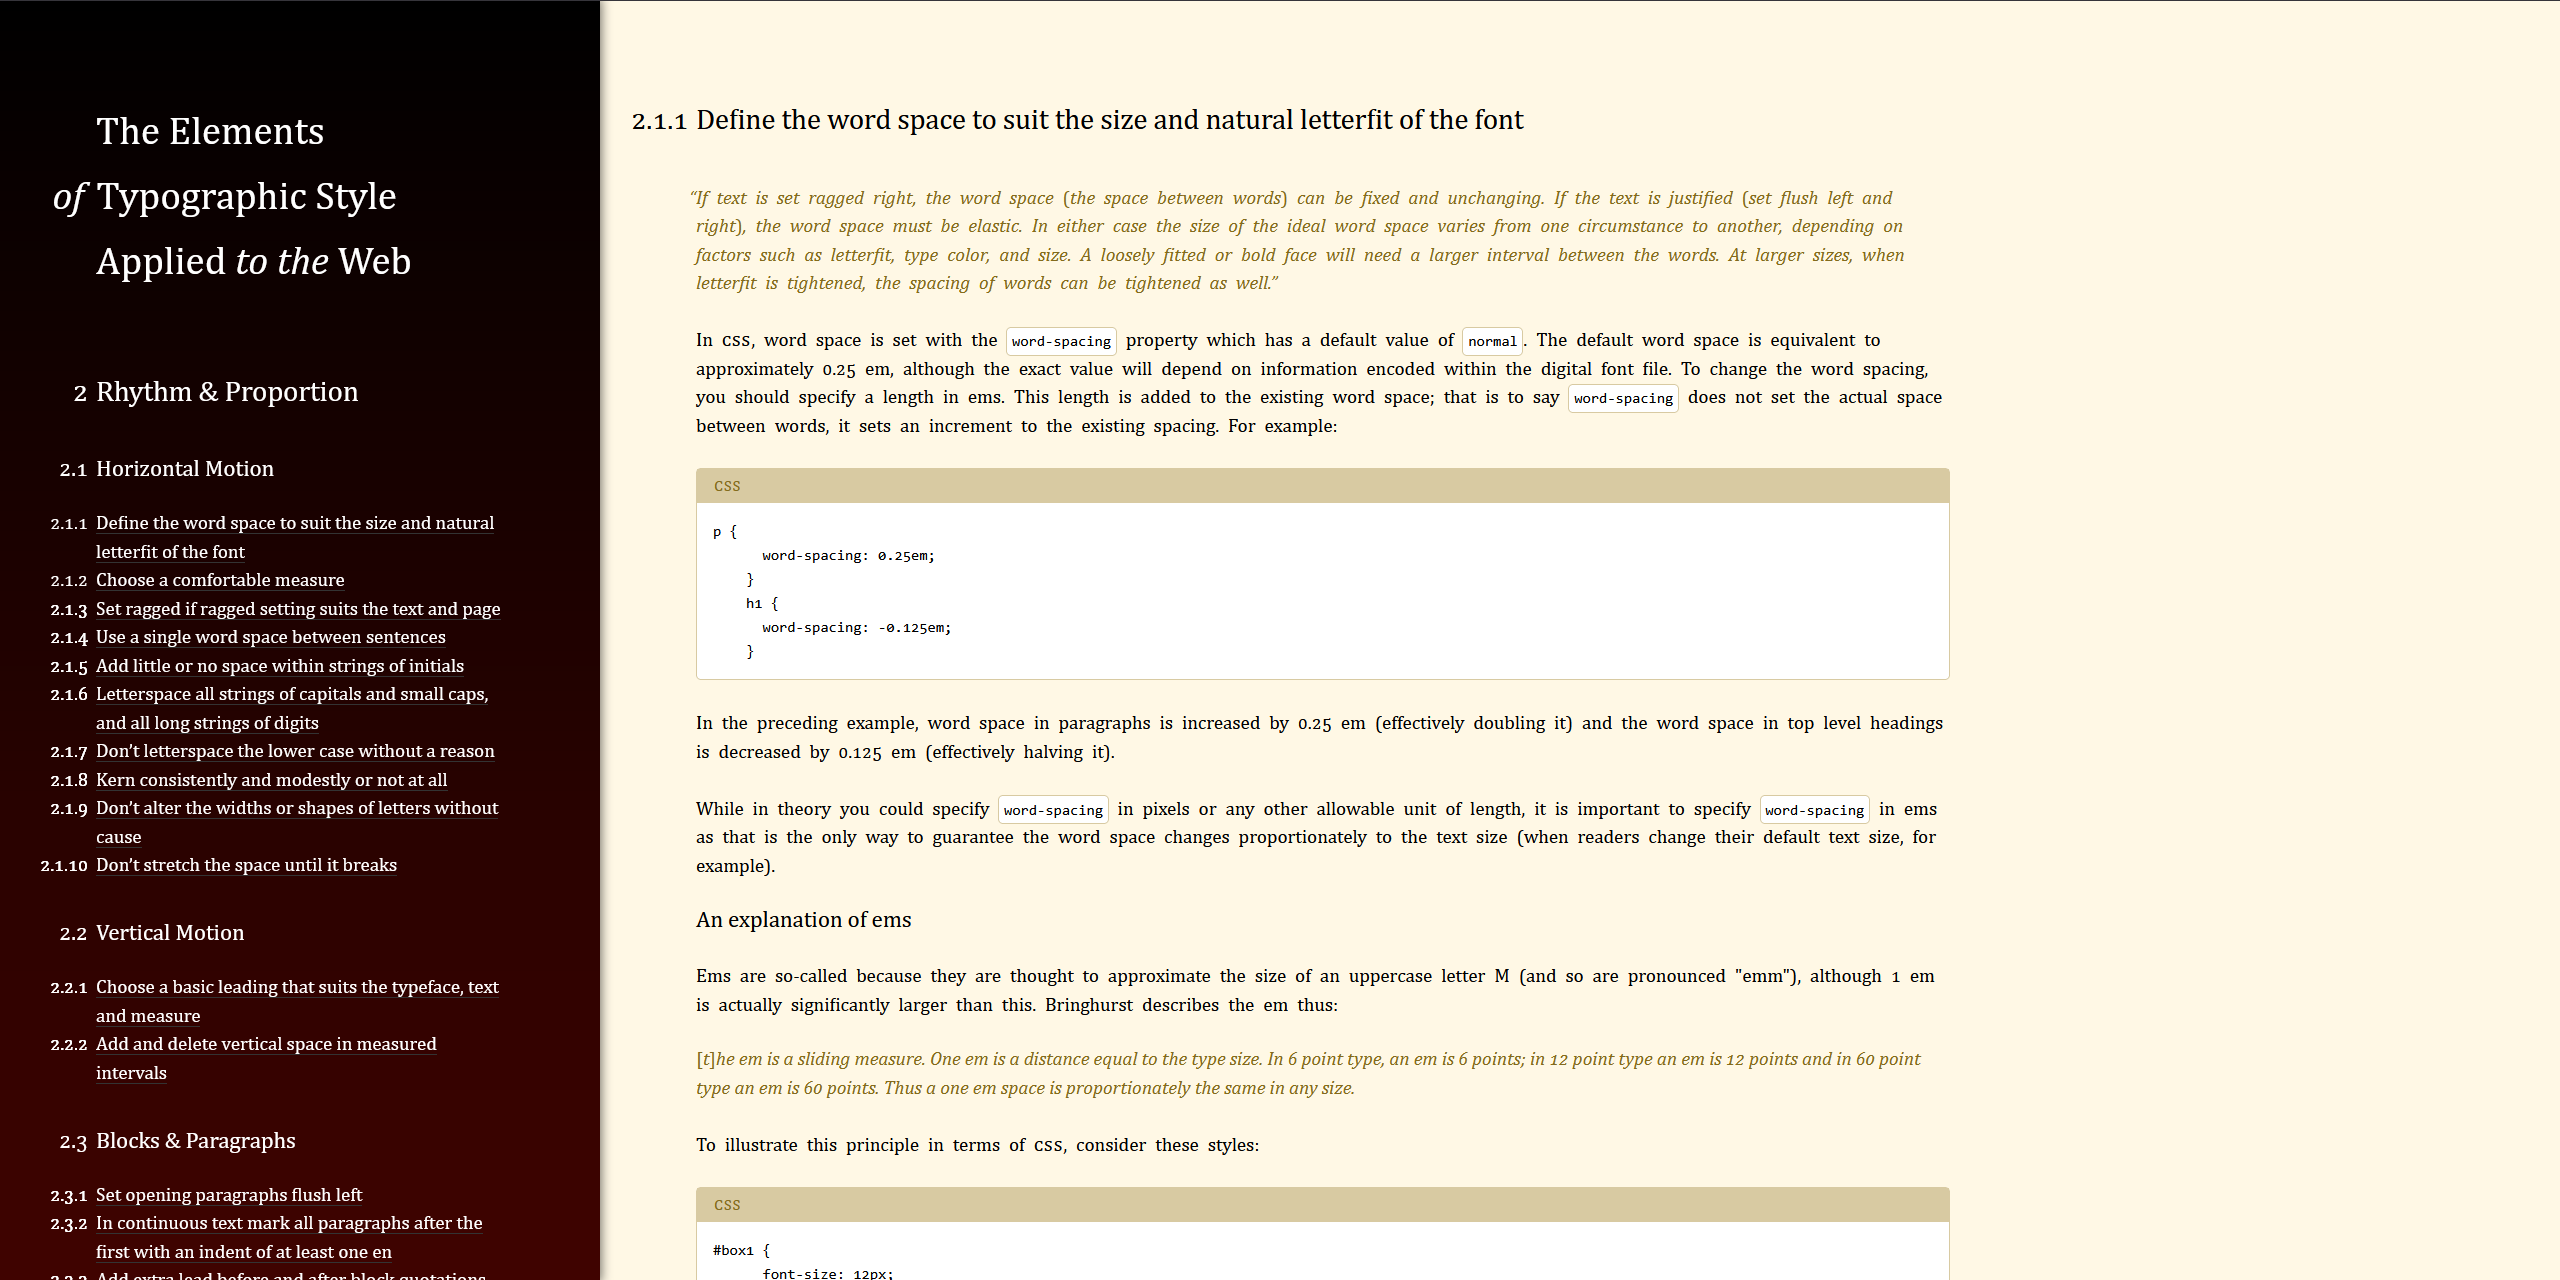 The Elements
of Typographic Style
Applied to the Web
2 Rhythm & Proportion
2.1 Horizontal Motion
2.1.1 Define the word space to suit the size and natural
letterfit of the font
2.1.2 Choose a comfortable measure
2.1.3 Set ragged if ragged setting suits the text and page
2.1.4 Use a single word space between sentences
2.1.5 Add little or no space within strings of initials
2.1.6 Letterspace all strings of capitals and small caps,
and all long strings of digits
2.1.7 Don’t letterspace the lower case without a reason
2.1.8 Kern consistently and modestly or not at all
2.1.9 Don’t alter the widths or shapes of letters without
cause
2.1.10 Don’t stretch the space until it breaks
2.2 Vertical Motion
2.2.1 Choose a basic leading that suits the typeface, text
and measure
2.2.2 Add and delete vertical space in measured
intervals
2.3 Blocks & Paragraphs
2.3.1 Set opening paragraphs flush left
2.3.2 In continuous text mark all paragraphs after the
first with an indent of at least one en
2.3.3 Add extra lead before and after block quotations
2.1.1 Define the word space to suit the size and natural letterfit of the font
“If text is set ragged right, the word space (the space between words) can be fixed and unchanging. If the text is justified (set flush left and
right), the word space must be elastic. In either case the size of the ideal word space varies from one circumstance to another, depending on
factors such as letterfit, type color, and size. A loosely fitted or bold face will need a larger interval between the words. At larger sizes, when
letterfit is tightened, the spacing of words can be tightened as well.”
In CSS, word space is set with the word-spacing property which has a default value of normal. The default word space is equivalent to
approximately 0.25 em, although the exact value will depend on information encoded within the digital font file. To change the word spacing,
you should specify a length in ems. This length is added to the existing word space; that is to say word-spacing does not set the actual space
between words, it sets an increment to the existing spacing. For example:
CSS
p {
word-spacing: 0.25em;
}
h1 {
word-spacing: -0.125em;
}
In the preceding example, word space in paragraphs is increased by 0.25 em (effectively doubling it) and the word space in top level headings
is decreased by 0.125 em (effectively halving it).
While in theory you could specify word-spacing in pixels or any other allowable unit of length, it is important to specify word-spacing in ems
as that is the only way to guarantee the word space changes proportionately to the text size (when readers change their default text size, for
example).
An explanation of ems
Ems are so-called because they are thought to approximate the size of an uppercase letter M (and so are pronounced "emm"), although 1 em
is actually significantly larger than this. Bringhurst describes the em thus:
[t]he em is a sliding measure. One em is a distance equal to the type size. In 6 point type, an em is 6 points; in 12 point type an em is 12 points and in 60 point
type an em is 60 points. Thus a one em space is proportionately the same in any size.
To illustrate this principle in terms of CSS, consider these styles:
CSS
#box1 {
font-size: 12px;